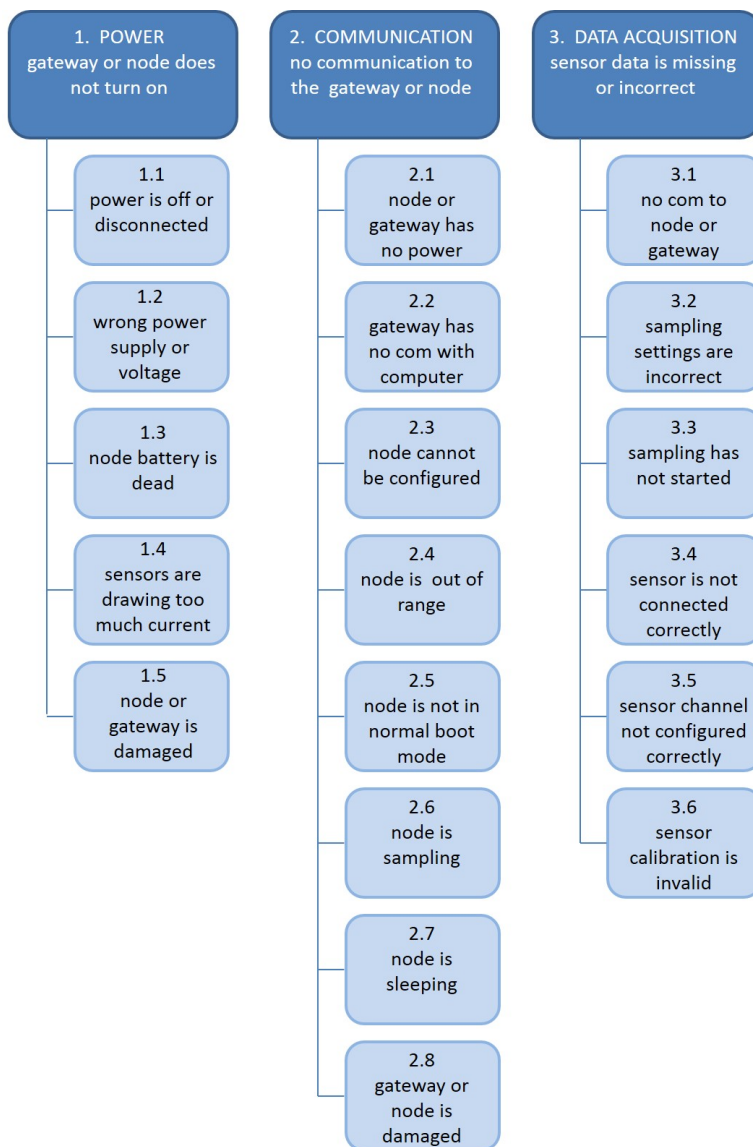 1. POWER
gateway or node does
not turn on
1.1
power is off or
disconnected
1.2
wrong power
supply or
voltage
1.3
node battery is
dead
1.4
sensors are
drawing too
much current
1.5
node or
gateway is
damaged
2. COMMUNICATION
no communication to
the gateway or node
2.1
node or
gateway has
no power
2.2
gateway has
no com with
computer
2.3
node cannot
be configured
2.4
node is out of
range
2.5
node is not in
normal boot
mode
2.6
node is
sampling
2.7
node is
sleeping
2.8
gateway or
node is
damaged
3. DATA ACQUISITION
sensor data is missing
or incorrect
3.1
no com to
node or
gateway
3.2
sampling
settings are
incorrect
3.3
sampling has
not started
3.4
sensor is not
connected
correctly
3.5
sensor channel
not configured
correctly
3.6
sensor
calibration is
invalid